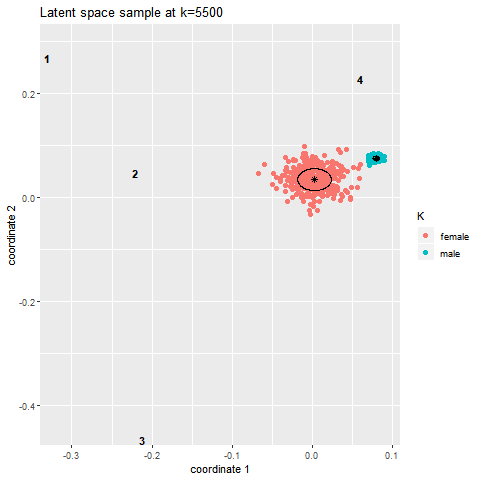 Latent space sample at k=5500
1
4
0.2
2
coordinate 2
0.0
K
female
male
-0.2
-0.4
3
-0.3
-0.2
-0.1
0.0
0.1
coordinate 1